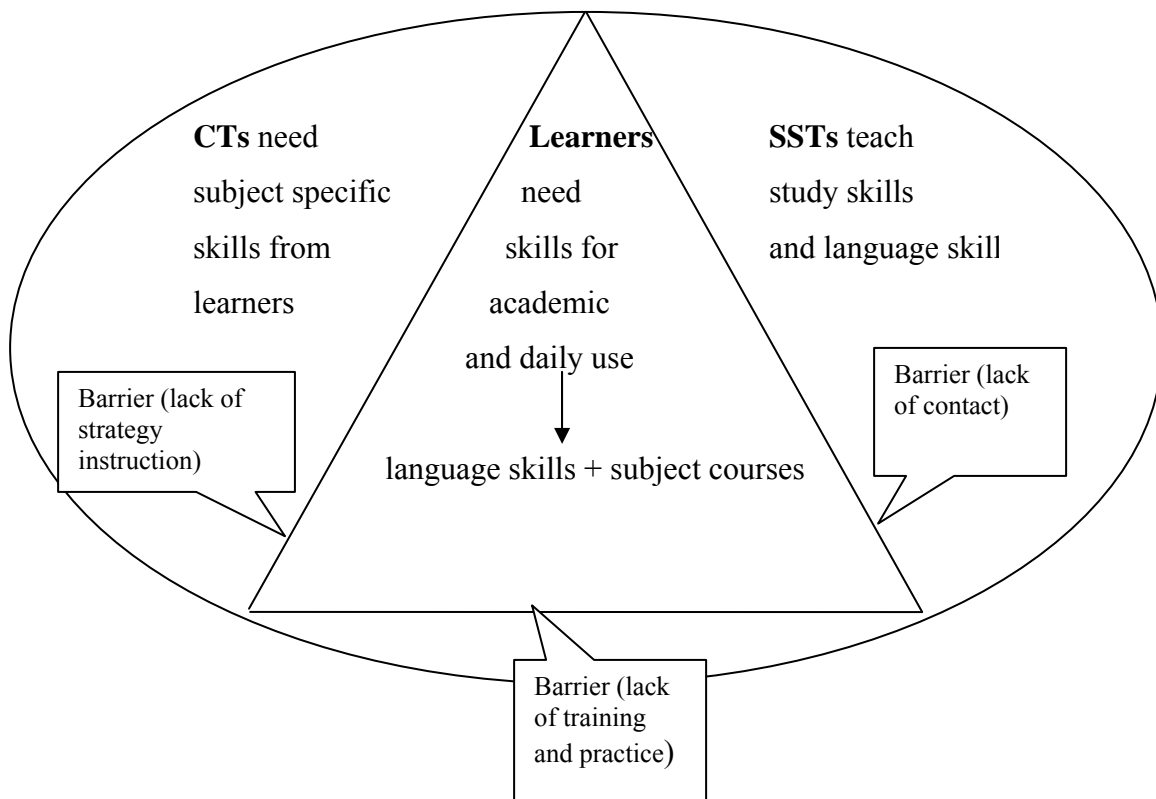 CTs need
subject specific
skills from
learners
Learners
need
skills for
academic
and daily use
language skills + subject courses
SSTs teach
study skills
and language skill
Barrier (lack of
strategy
instruction)
Barrier (lack
of contact)
Barrier (lack
of training
and practice)